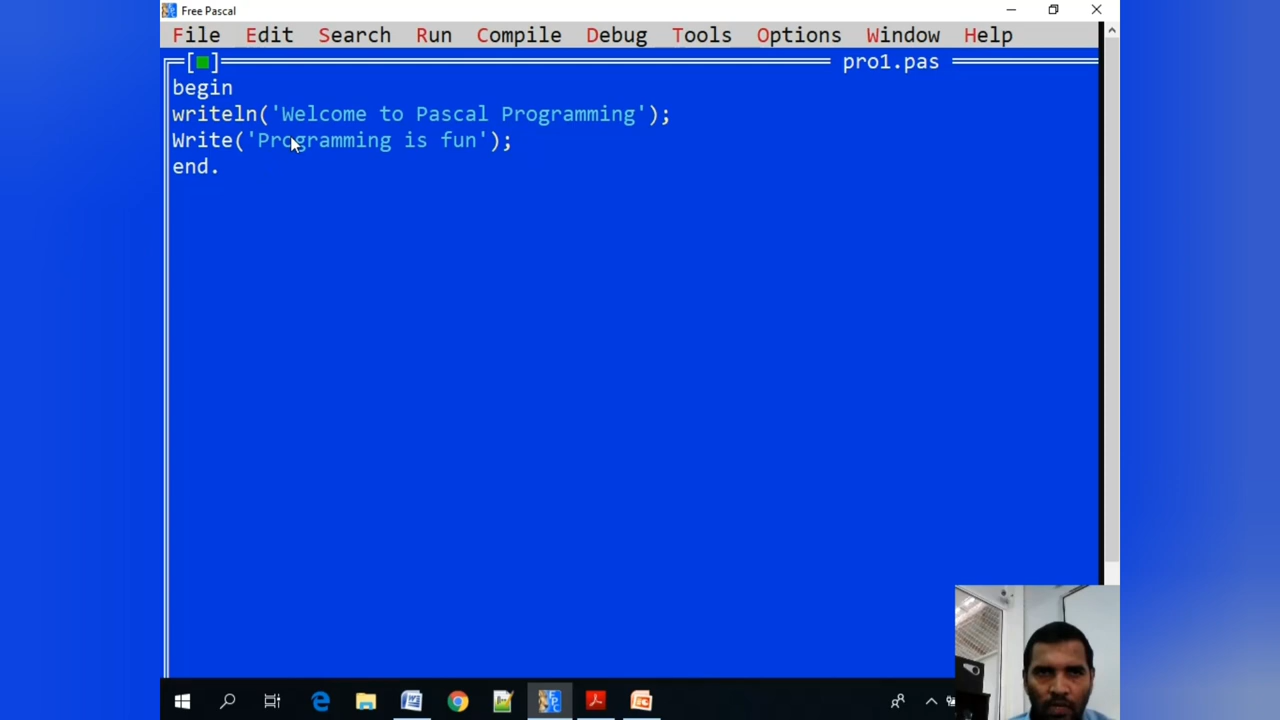 Free Pascal
File Edit Search Run Compile Debug Tools Options Window Help
pro1.pas
begin
writeln('Welcome to Pascal Programming');
Write('Programming is fun');
end.